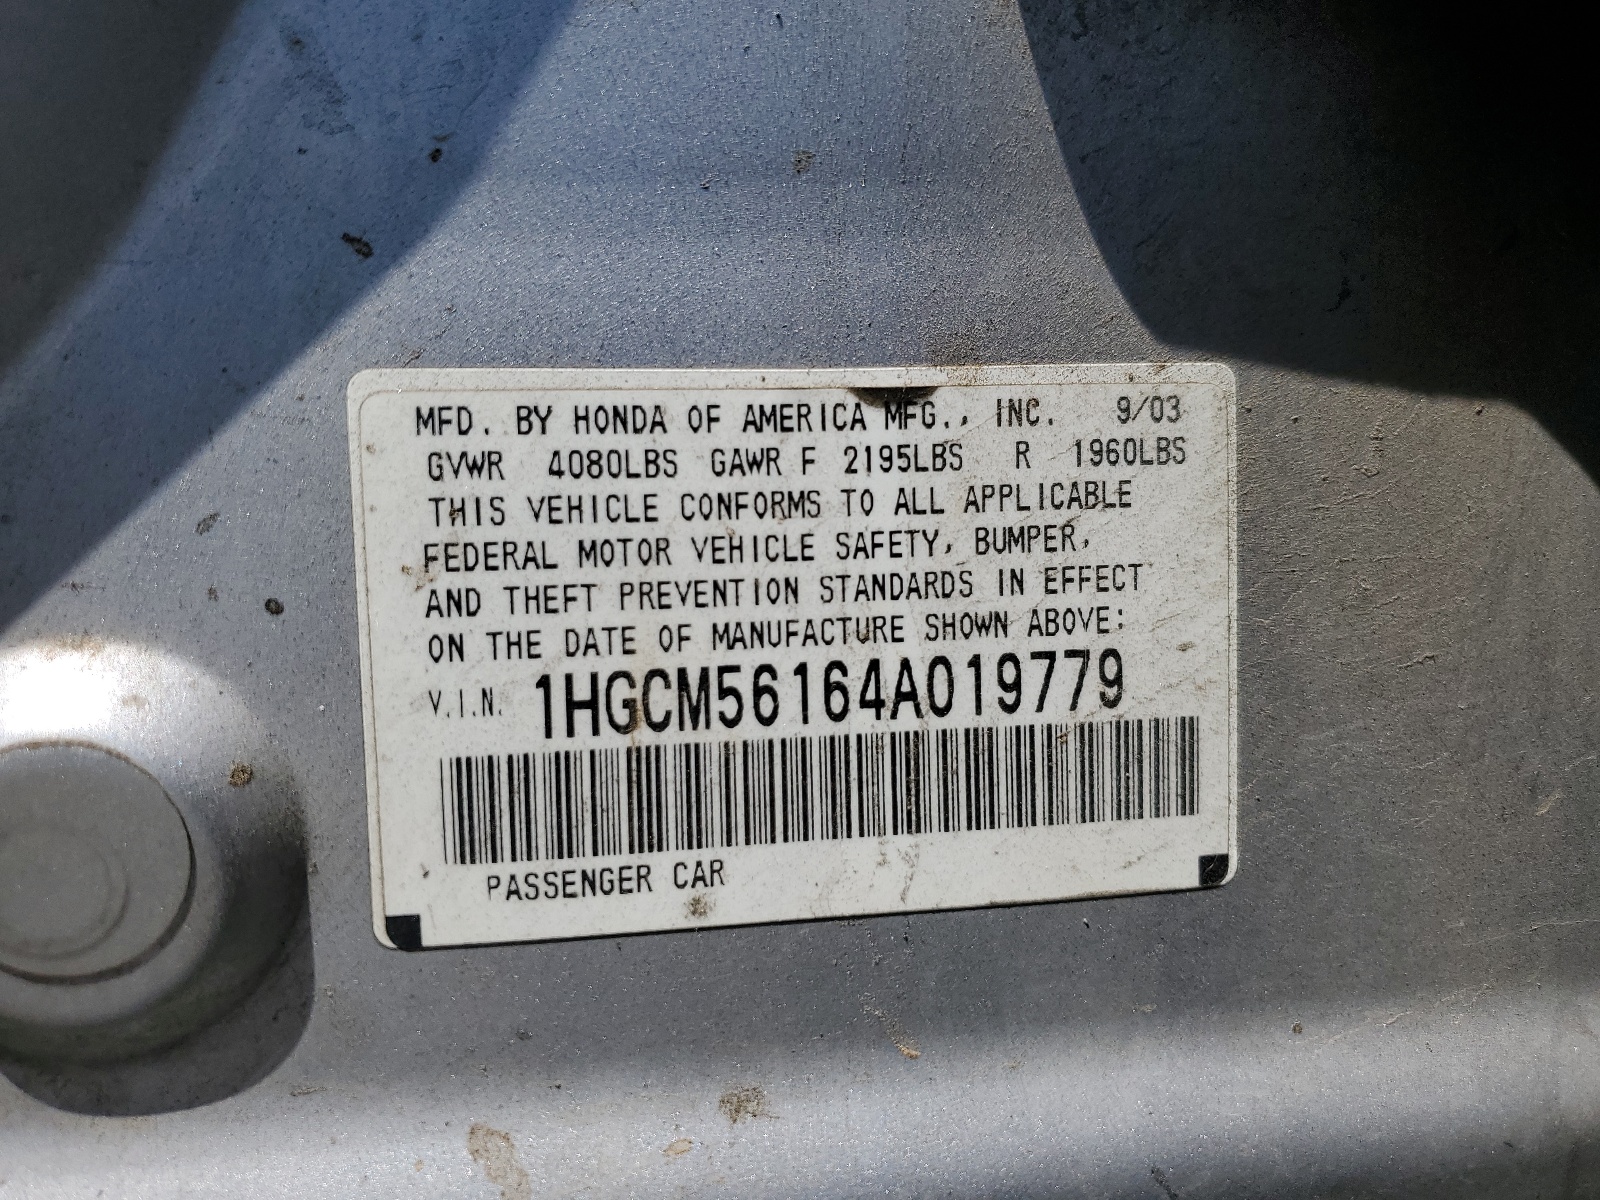 MFD. BY HONDA OF AMERICA MFG., INC. 9/03
GVWR 4080LBS GAWR F 2195LBS R 1960LBS
THIS VEHICLE CONFORMS TO ALL APPLICABLE
FEDERAL MOTOR VEHICLE SAFETY, BUMPER,
AND THEFT PREVENTION STANDARDS IN EFFECT
ON THE DATE OF MANUFACTURE SHOWN ABOVE:
V.I.N. 1HGCM56164A019779
PASSENGER CAR